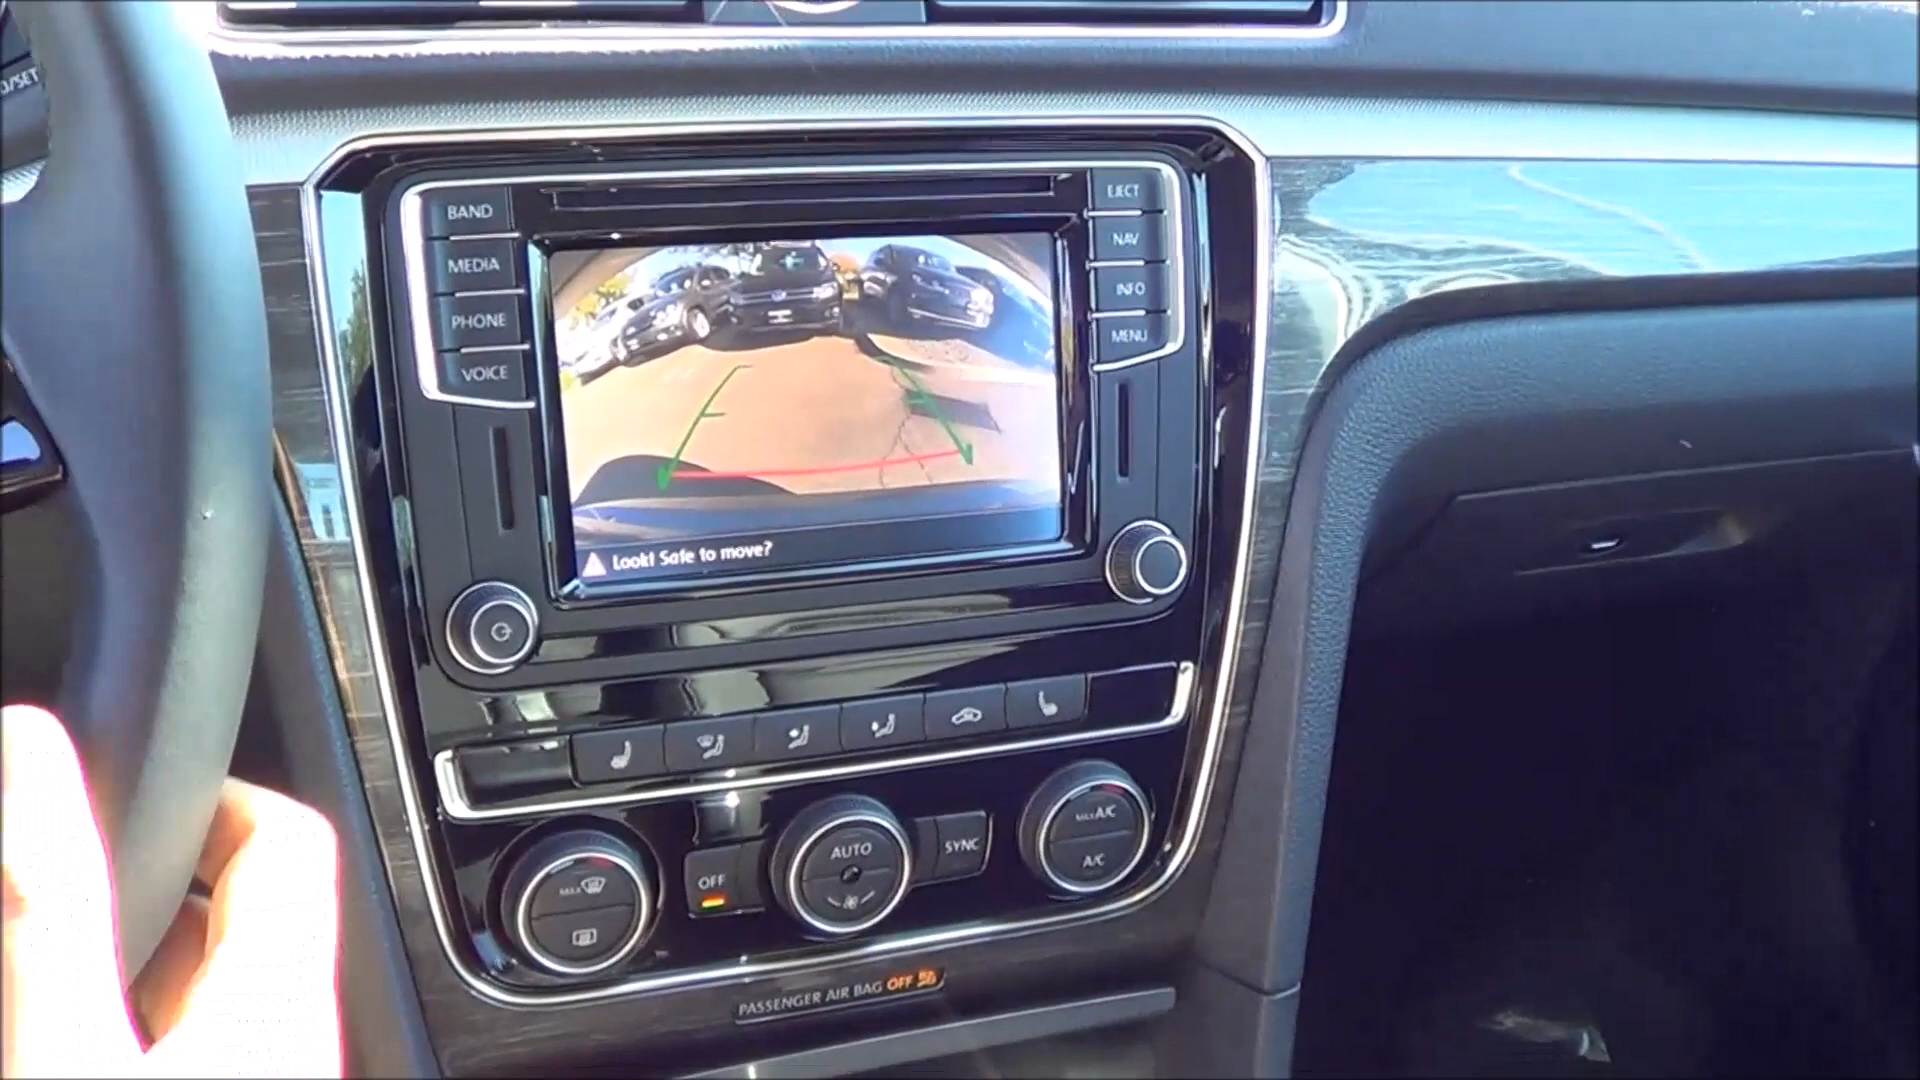 O/SET
BAND
MEDIA
PHONE
VOICE
EJECT
NAV
INFO
MENU
Look! Safe to move?
MAX
OFF
AUTO
SYNC
MAX A/C
A/C
PASSENGER AIR BAG OFF